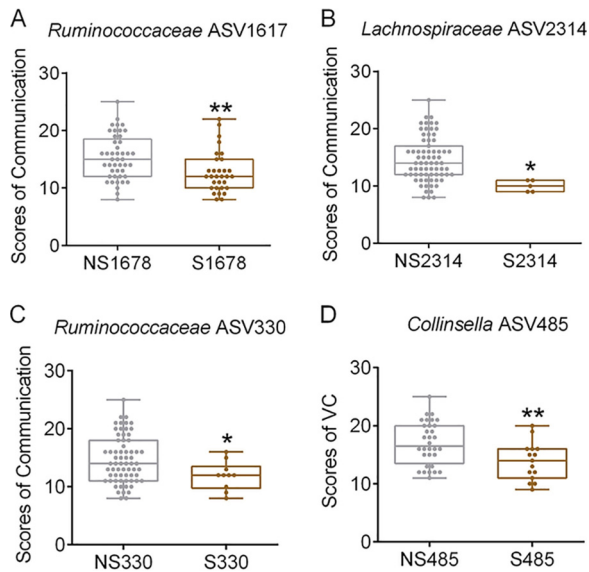 A
Ruminococcaceae ASV1617
Scores of Communication
30
20
10
0
**
NS1678
S1678
B
Lachnospiraceae ASV2314
Scores of Communication
30
20
10
0
*
NS2314
S2314
C
Ruminococcaceae ASV330
Scores of Communication
30
20
10
0
*
NS330
S330
D
Collinsella ASV485
Scores of VC
30
20
10
0
**
NS485
S485